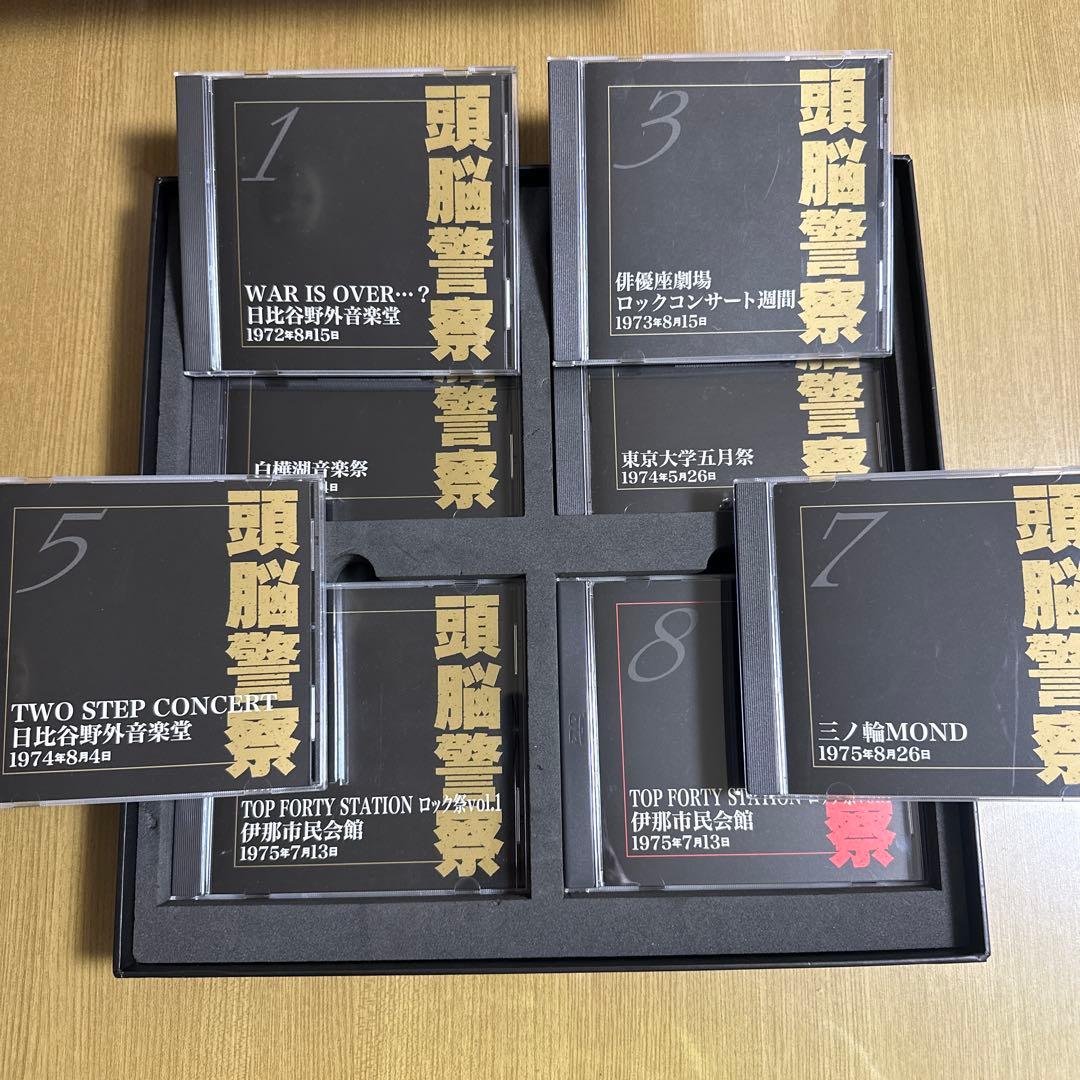 1
頭脳警察
WAR IS OVER…?
日比谷野外音楽堂
1972年8月15日
3
頭脳警察
俳優座劇場
ロックコンサート週間
1973年8月15日
警察
白樺湖音楽祭
日
警察
東京大学五月祭
1974年5月26日
5
頭脳警察
TWO STEP CONCERT
日比谷野外音楽堂
1974年8月4日
7
頭脳警察
三ノ輪MOND
1975年8月26日
頭脳警察
TOP FORTY STATION ロック祭vol.1
伊那市民会館
1975年7月13日
8
祭
TOP FORTY STATION
伊那市民会館
1975年7月13日